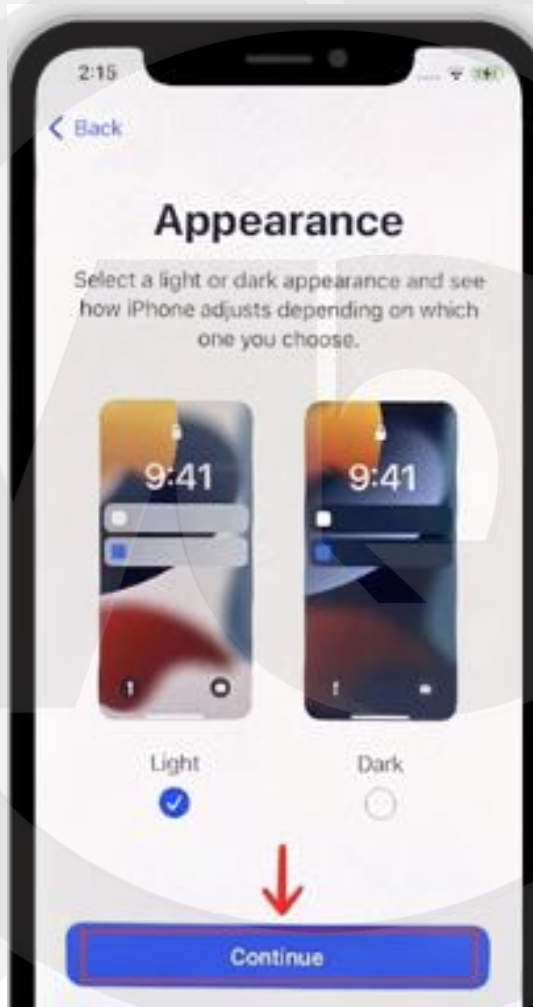 2:15
Back
Appearance
Select a light or dark appearance and see
how iPhone adjusts depending on which
one you choose.
9:41
9:41
Light
Dark
Continue